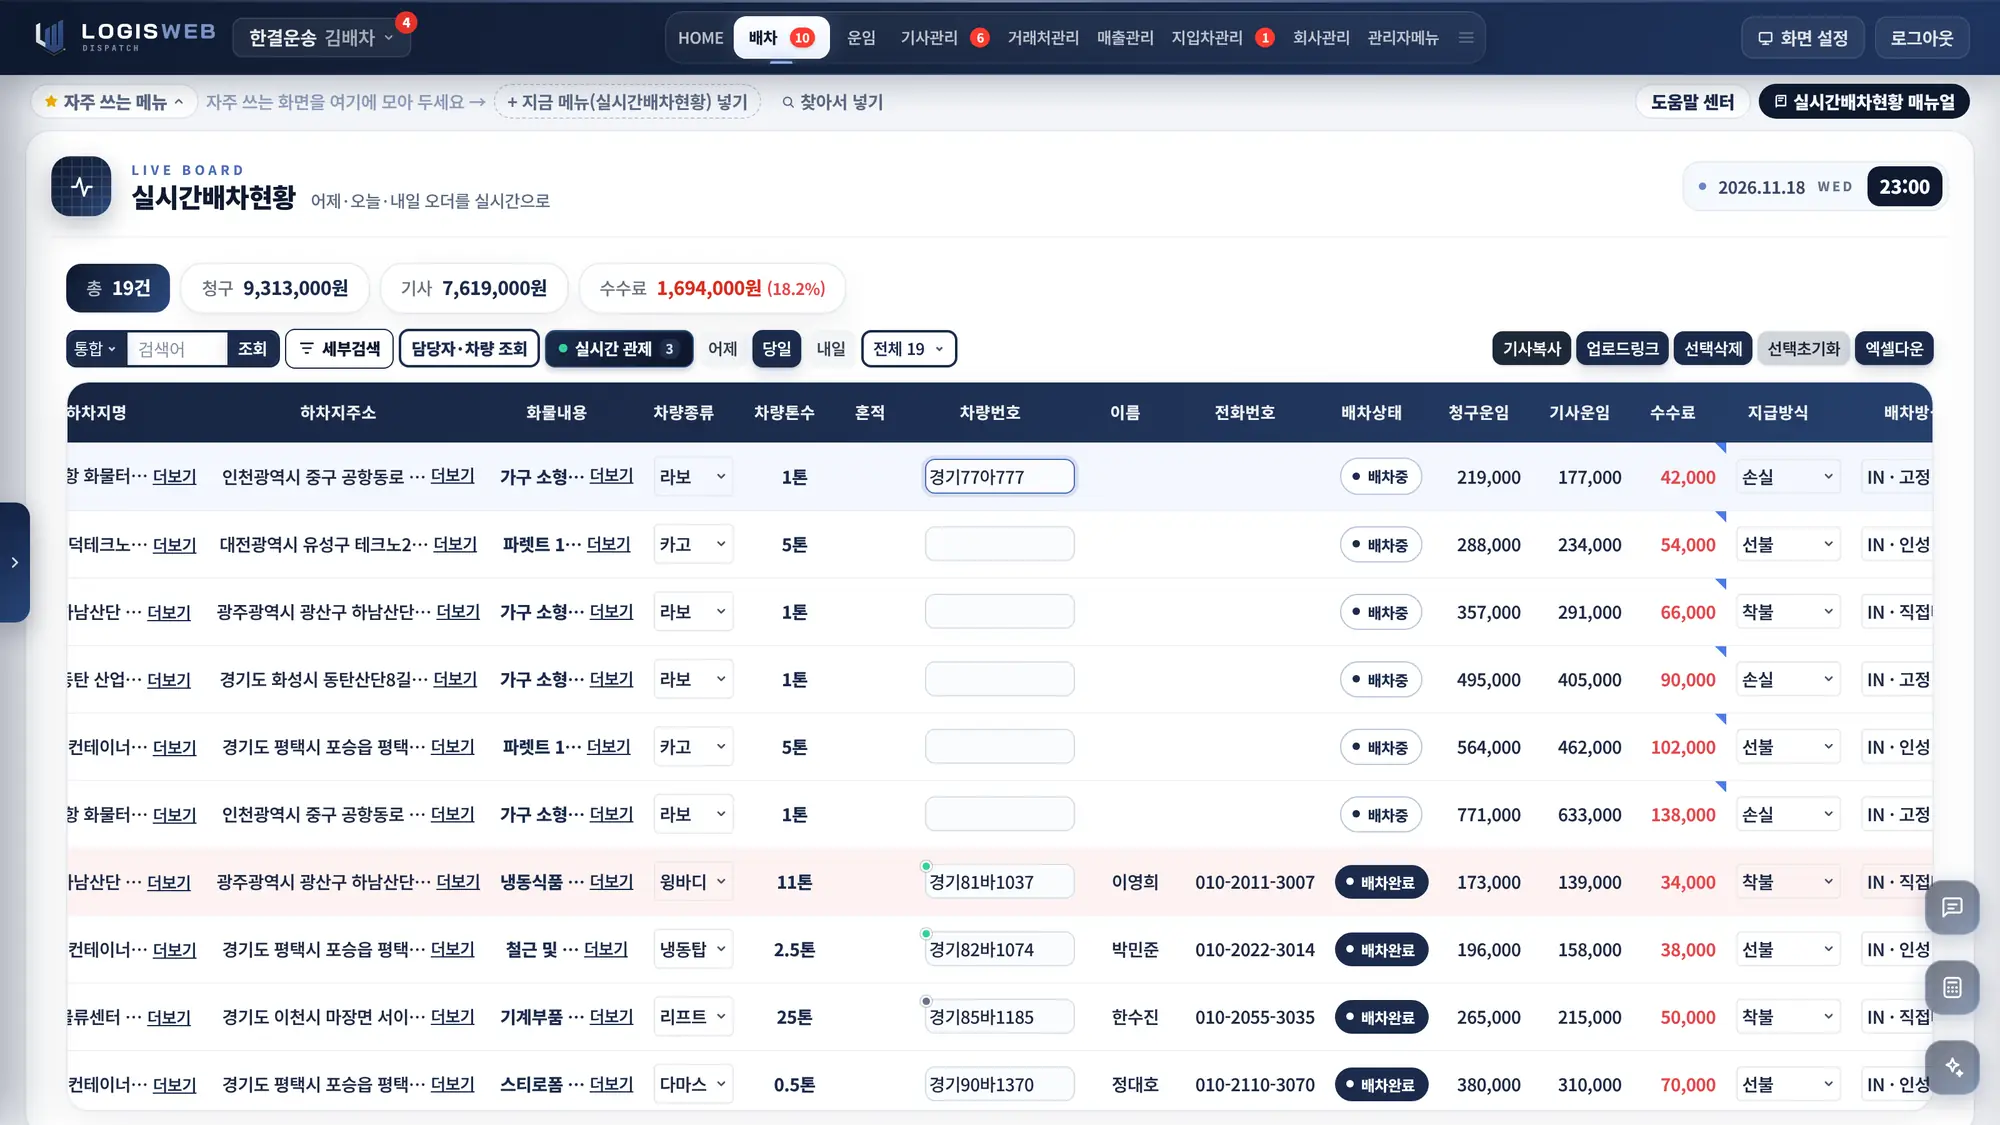 LOGISWEB
DISPATCH
한결운송 김배차
4
HOME 배차 10 운임 기사관리 6 거래처관리 매출관리 지입차관리 1 회사관리 관리자메뉴
화면 설정
로그아웃
자주 쓰는 메뉴 자주 쓰는 화면을 여기에 모아 두세요 → + 지금 메뉴(실시간배차현황) 넣기 찾아서 넣기
도움말 센터 실시간배차현황 매뉴얼
LIVE BOARD
실시간배차현황 어제·오늘·내일 오더를 실시간으로
2026.11.18 WED 23:00
총 19건 청구 9,313,000원 기사 7,619,000원 수수료 1,694,000원 (18.2%)
통합 검색어 조회 세부검색 담당자·차량 조회 실시간 관제 3 어제 당일 내일 전체 19
기사복사 업로드링크 선택삭제 선택초기화 엑셀다운
하차지명 하차지주소 화물내용 차량종류 차량톤수 혼적 차량번호 이름 전화번호 배차상태 청구운임 기사운임 수수료 지급방식 배차방
항 화물터… 더보기 인천광역시 중구 공항동로 … 더보기 가구 소형… 더보기 라보 1톤 경기77아777 배차중 219,000 177,000 42,000 손실 IN · 고정
덕테크노… 더보기 대전광역시 유성구 테크노2… 더보기 파렛트 1… 더보기 카고 5톤 배차중 288,000 234,000 54,000 선불 IN · 인성
하남산단 … 더보기 광주광역시 광산구 하남산단… 더보기 가구 소형… 더보기 라보 1톤 배차중 357,000 291,000 66,000 착불 IN · 직접
동탄 산업… 더보기 경기도 화성시 동탄산단8길… 더보기 가구 소형… 더보기 라보 1톤 배차중 495,000 405,000 90,000 손실 IN · 고정
컨테이너… 더보기 경기도 평택시 포승읍 평택… 더보기 파렛트 1… 더보기 카고 5톤 배차중 564,000 462,000 102,000 선불 IN · 인성
항 화물터… 더보기 인천광역시 중구 공항동로 … 더보기 가구 소형… 더보기 라보 1톤 배차중 771,000 633,000 138,000 손실 IN · 고정
하남산단 … 더보기 광주광역시 광산구 하남산단… 더보기 냉동식품 … 더보기 윙바디 11톤 경기81바1037 이영희 010-2011-3007 배차완료 173,000 139,000 34,000 착불 IN · 직접
컨테이너… 더보기 경기도 평택시 포승읍 평택… 더보기 철근 및 … 더보기 냉동탑 2.5톤 경기82바1074 박민준 010-2022-3014 배차완료 196,000 158,000 38,000 선불 IN · 인성
물류센터 … 더보기 경기도 이천시 마장면 서이… 더보기 기계부품 … 더보기 리프트 25톤 경기85바1185 한수진 010-2055-3035 배차완료 265,000 215,000 50,000 착불 IN · 직접
컨테이너… 더보기 경기도 평택시 포승읍 평택… 더보기 스티로폼 … 더보기 다마스 0.5톤 경기90바1370 정대호 010-2110-3070 배차완료 380,000 310,000 70,000 선불 IN · 인성